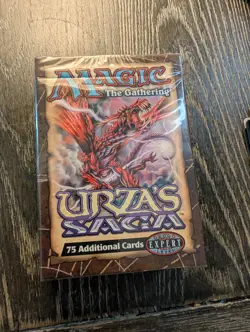 MAGIC
The Gathering
URZA'S
SAGA
75 Additional Cards
EXPERT